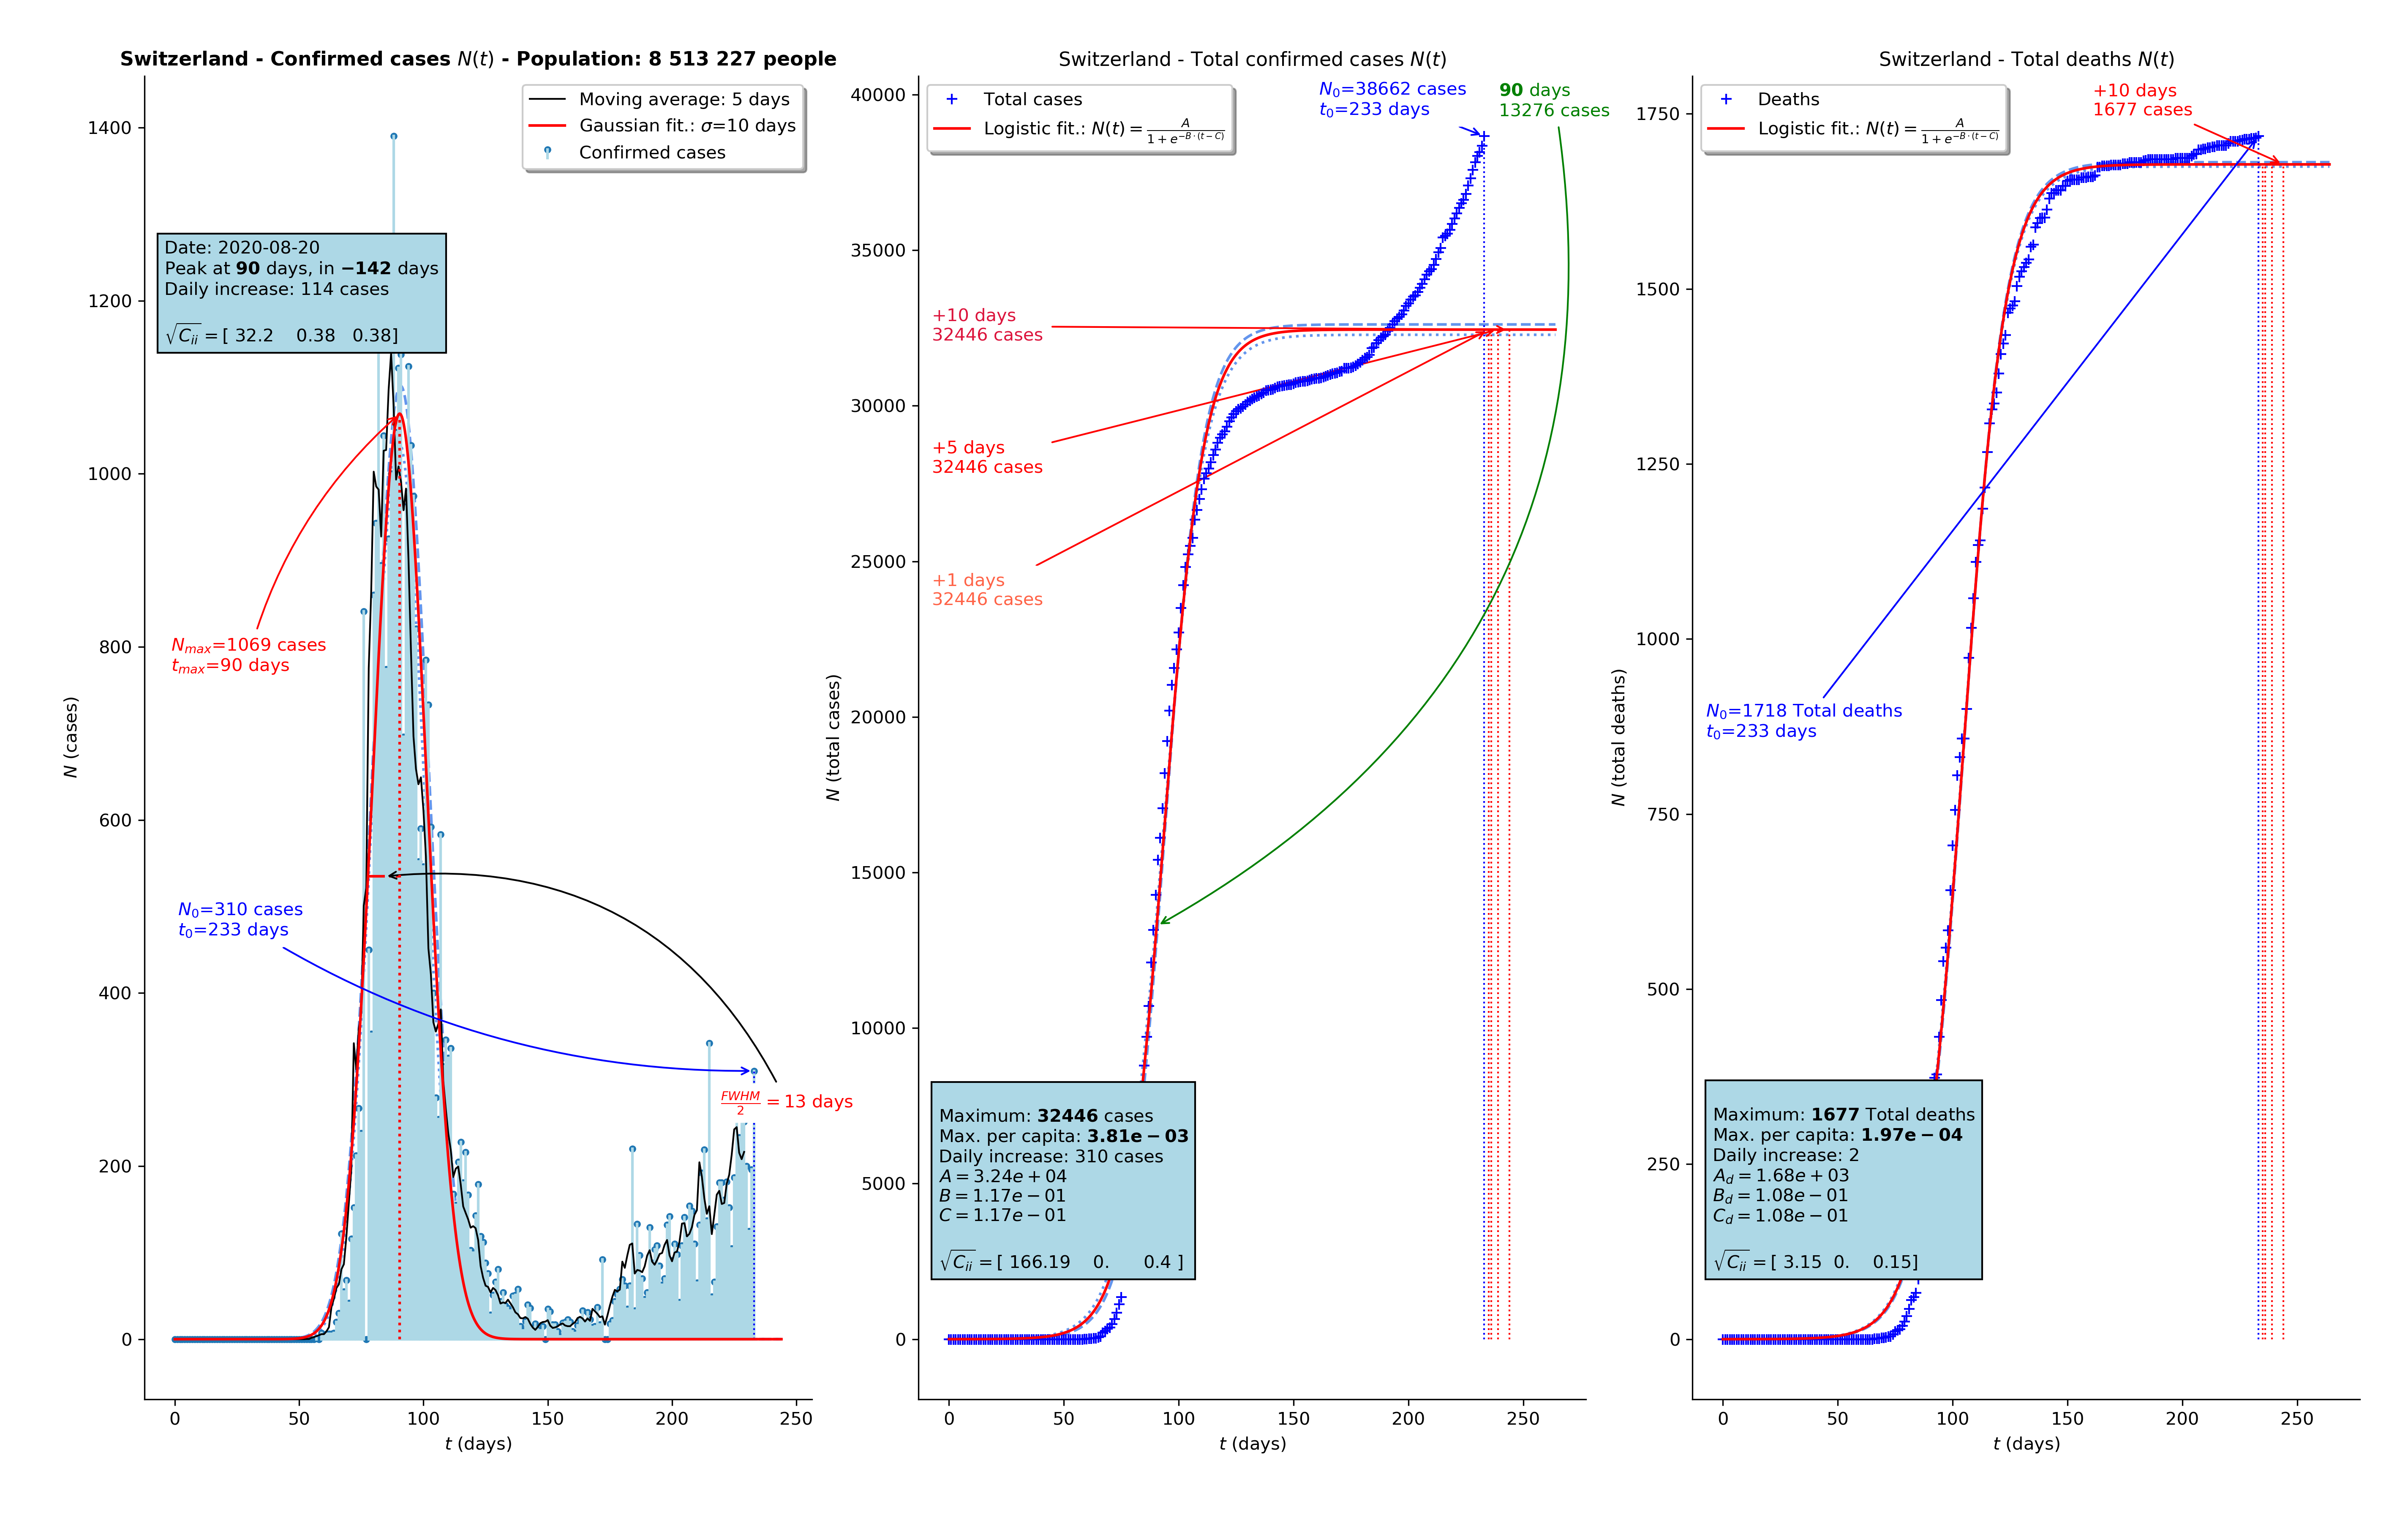 Switzerland - Confirmed cases N(t) - Population: 8 513 227 people
Moving average: 5 days
Gaussian fit.: σ=10 days
Confirmed cases
Date: 2020-08-20
Peak at 90 days, in −142 days
Daily increase: 114 cases
√C_ii = [ 32.2 0.38 0.38]
N_max=1069 cases
t_max=90 days
N_0=310 cases
t_0=233 days
FWHM/2 = 13 days
1400
1200
1000
800
600
400
200
0
N (cases)
0 50 100 150 200 250
t (days)
Switzerland - Total confirmed cases N(t)
Total cases
Logistic fit.: N(t) = A/(1 + e^{−B·(t−C)})
N_0=38662 cases
t_0=233 days
90 days
13276 cases
+10 days
32446 cases
+5 days
32446 cases
+1 days
32446 cases
Maximum: 32446 cases
Max. per capita: 3.81e − 03
Daily increase: 310 cases
A = 3.24e + 04
B = 1.17e − 01
C = 1.17e − 01
√C_ii = [ 166.19 0. 0.4 ]
40000
35000
30000
25000
20000
15000
10000
5000
0
N (total cases)
0 50 100 150 200 250
t (days)
Switzerland - Total deaths N(t)
Deaths
Logistic fit.: N(t) = A/(1 + e^{−B·(t−C)})
+10 days
1677 cases
N_0=1718 Total deaths
t_0=233 days
Maximum: 1677 Total deaths
Max. per capita: 1.97e − 04
Daily increase: 2
A_d = 1.68e + 03
B_d = 1.08e − 01
C_d = 1.08e − 01
√C_ii = [ 3.15 0. 0.15]
1750
1500
1250
1000
750
500
250
0
N (total deaths)
0 50 100 150 200 250
t (days)